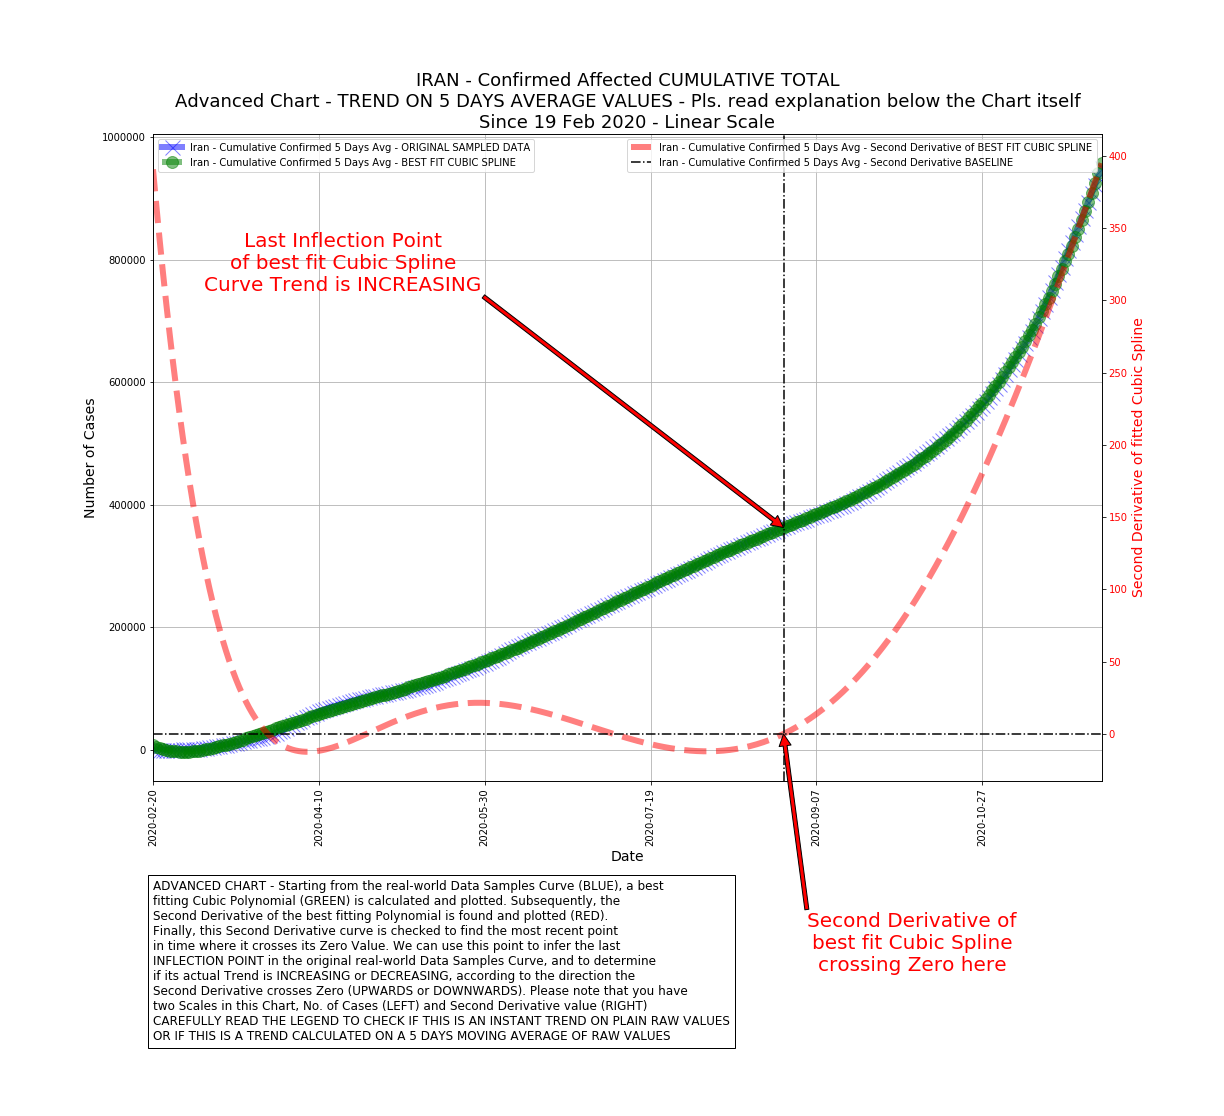 IRAN - Confirmed Affected CUMULATIVE TOTAL
Advanced Chart - TREND ON 5 DAYS AVERAGE VALUES - Pls. read explanation below the Chart itself
Since 19 Feb 2020 - Linear Scale
Iran - Cumulative Confirmed 5 Days Avg - ORIGINAL SAMPLED DATA
Iran - Cumulative Confirmed 5 Days Avg - BEST FIT CUBIC SPLINE
Iran - Cumulative Confirmed 5 Days Avg - Second Derivative of BEST FIT CUBIC SPLINE
Iran - Cumulative Confirmed 5 Days Avg - Second Derivative BASELINE
Last Inflection Point
of best fit Cubic Spline
Curve Trend is INCREASING
Number of Cases
1000000
800000
600000
400000
200000
0
Second Derivative of fitted Cubic Spline
400
350
300
250
200
150
100
50
0
2020-02-20
2020-04-10
2020-05-30
2020-07-19
2020-09-07
2020-10-27
Date
Second Derivative of
best fit Cubic Spline
crossing Zero here
ADVANCED CHART - Starting from the real-world Data Samples Curve (BLUE), a best
fitting Cubic Polynomial (GREEN) is calculated and plotted. Subsequently, the
Second Derivative of the best fitting Polynomial is found and plotted (RED).
Finally, this Second Derivative curve is checked to find the most recent point
in time where it crosses its Zero Value. We can use this point to infer the last
INFLECTION POINT in the original real-world Data Samples Curve, and to determine
if its actual Trend is INCREASING or DECREASING, according to the direction the
Second Derivative crosses Zero (UPWARDS or DOWNWARDS). Please note that you have
two Scales in this Chart, No. of Cases (LEFT) and Second Derivative value (RIGHT)
CAREFULLY READ THE LEGEND TO CHECK IF THIS IS AN INSTANT TREND ON PLAIN RAW VALUES
OR IF THIS IS A TREND CALCULATED ON A 5 DAYS MOVING AVERAGE OF RAW VALUES